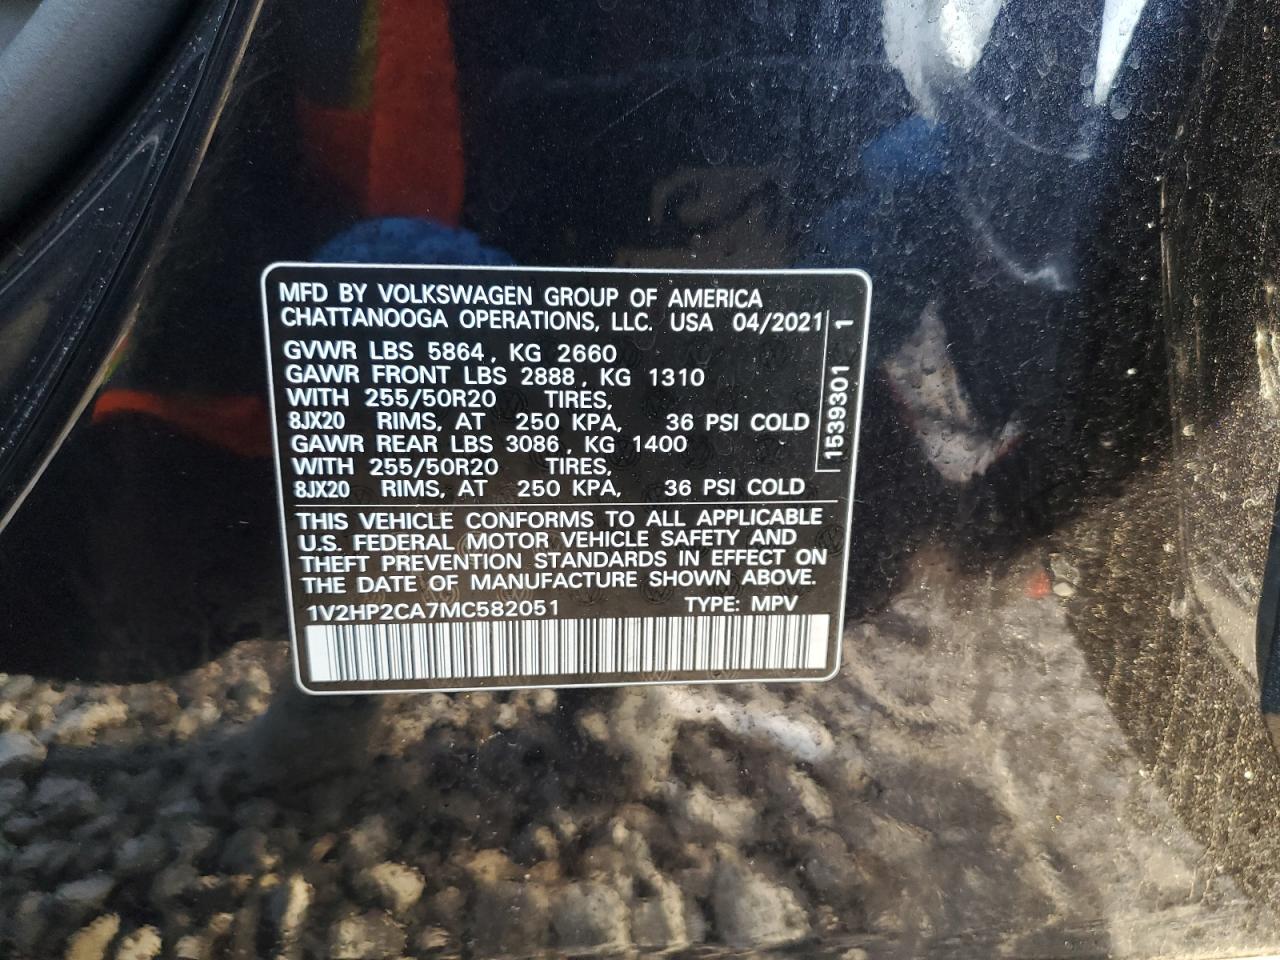 MFD BY VOLKSWAGEN GROUP OF AMERICA
CHATTANOOGA OPERATIONS, LLC. USA 04/2021
GVWR LBS 5864, KG 2660
GAWR FRONT LBS 2888, KG 1310
WITH 255/50R20 TIRES,
8JX20 RIMS, AT 250 KPA, 36 PSI COLD
GAWR REAR LBS 3086, KG 1400
WITH 255/50R20 TIRES,
8JX20 RIMS, AT 250 KPA, 36 PSI COLD
1539301 1
THIS VEHICLE CONFORMS TO ALL APPLICABLE
U.S. FEDERAL MOTOR VEHICLE SAFETY AND
THEFT PREVENTION STANDARDS IN EFFECT ON
THE DATE OF MANUFACTURE SHOWN ABOVE.
1V2HP2CA7MC582051 TYPE: MPV